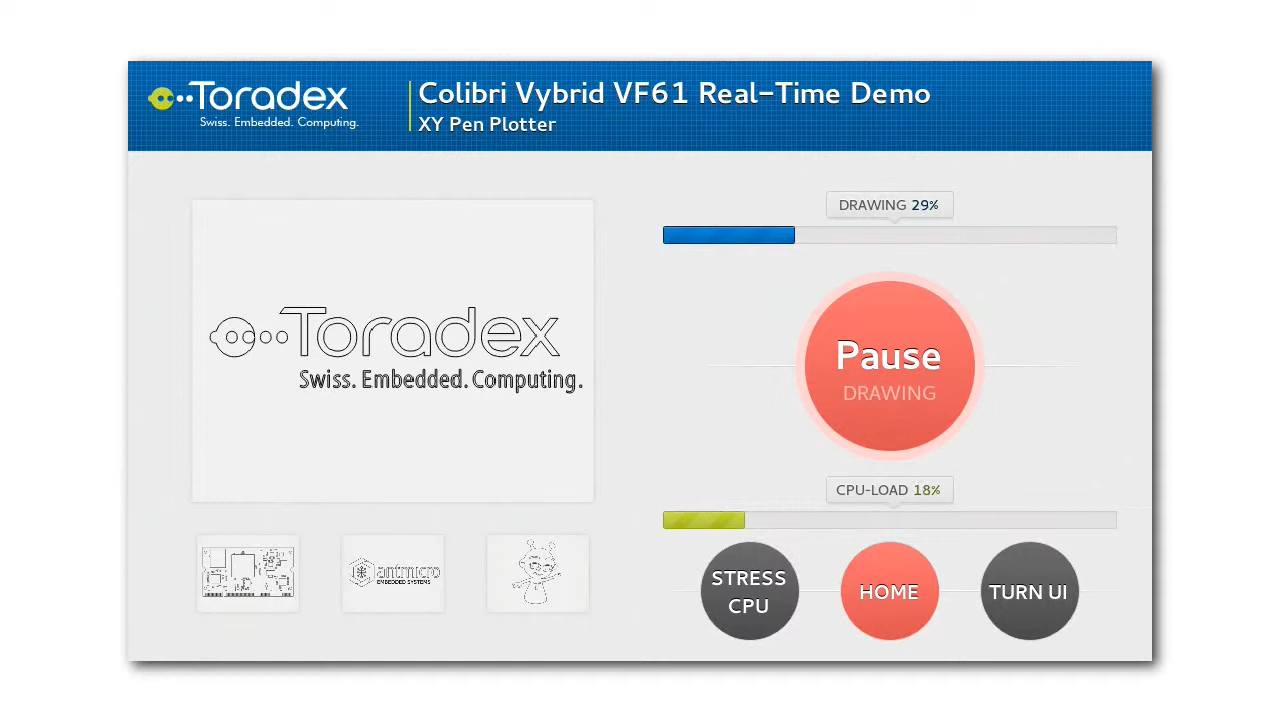 Toradex
Swiss. Embedded. Computing.
Colibri Vybrid VF61 Real-Time Demo
XY Pen Plotter
Toradex
Swiss. Embedded. Computing.
antmicro
EMBEDDED SYSTEMS
DRAWING 29%
Pause
DRAWING
CPU-LOAD 18%
STRESS
CPU
HOME
TURN UI